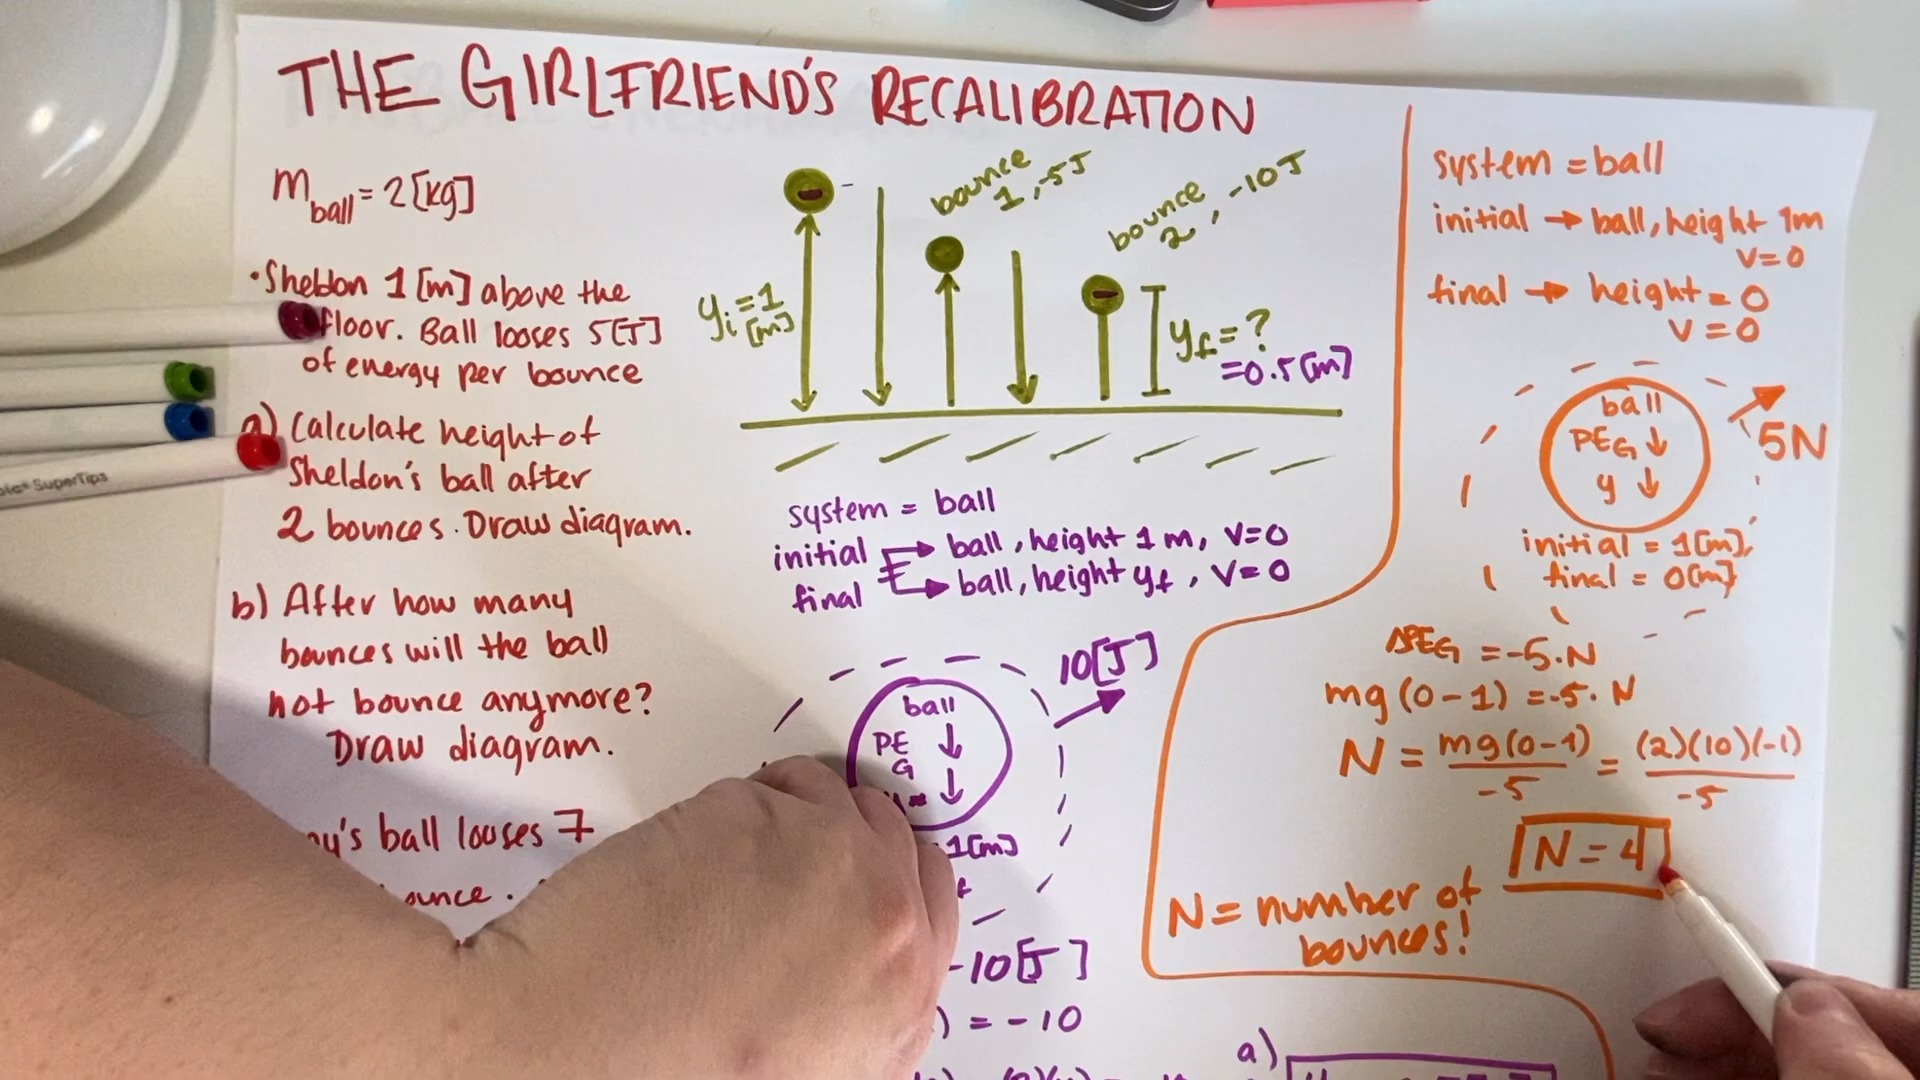 THE GIRLFRIEND'S RECALIBRATION
m ball = 2 [kg]
• Sheldon 1 [m] above the
floor. Ball looses 5[J]
of energy per bounce
a) Calculate height of
Sheldon's ball after
2 bounces. Draw diagram.
b) After how many
bounces will the ball
not bounce anymore?
Draw diagram.
ball looses 7
SuperTips
yi = 1
[m]
bounce
1, -5J
bounce
2, -10J
yf = ?
= 0.5 [m]
system = ball
initial → ball, height 1 m, v=0
final → ball, height yf, v=0
10[J]
ball
PE ↓
G ↓
1[m]
-10[J]
) = -10
a)
system = ball
initial → ball, height 1m
v=0
final → height = 0
v = 0
ball
PEG ↓
y ↓
5N
initial = 1[m],
final = 0[m]
ΔPEG = -5·N
mg(0-1) = -5·N
N = mg(0-1)/-5 = (2)(10)(-1)/-5
N = 4
N = number of
bounces!